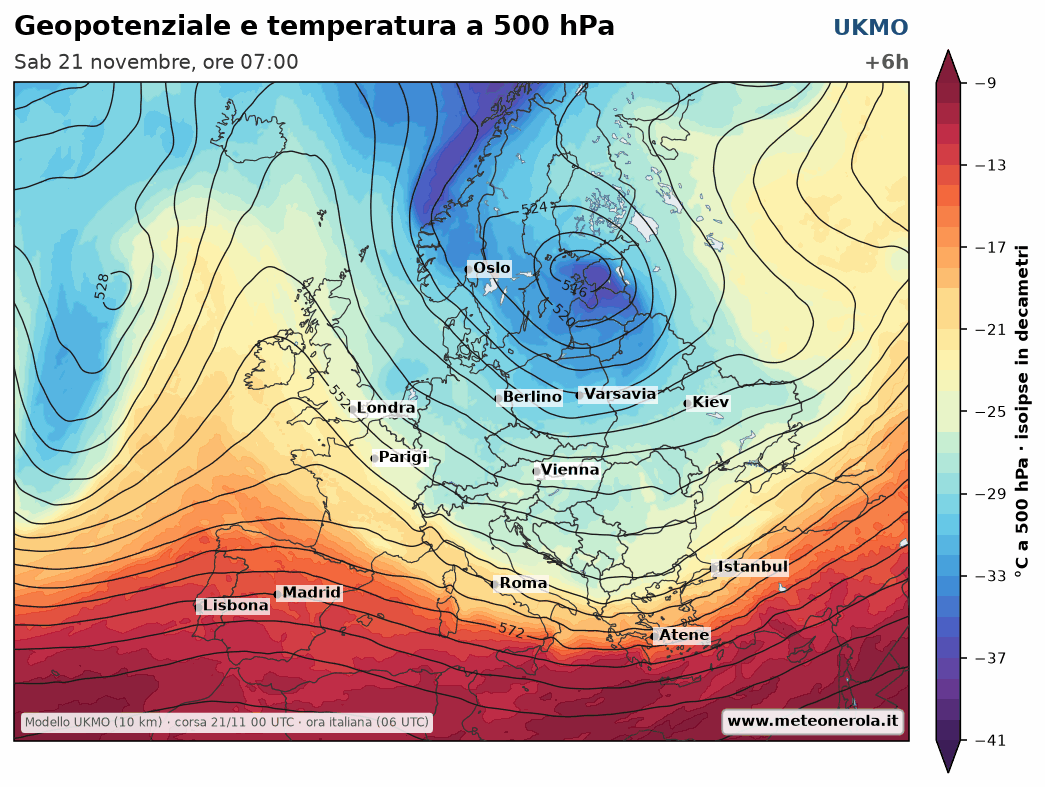 Geopotenziale e temperatura a 500 hPa
UKMO
Sab 21 novembre, ore 07:00
+6h
−9
−13
−17
−21
−25
−29
−33
−37
−41
°C a 500 hPa · isoipse in decametri
524
528
516
520
552
572
Oslo
Berlino
Varsavia
Kiev
Londra
Parigi
Vienna
Istanbul
Roma
Madrid
Lisbona
Atene
Modello UKMO (10 km) · corsa 21/11 00 UTC · ora italiana (06 UTC)
www.meteonerola.it